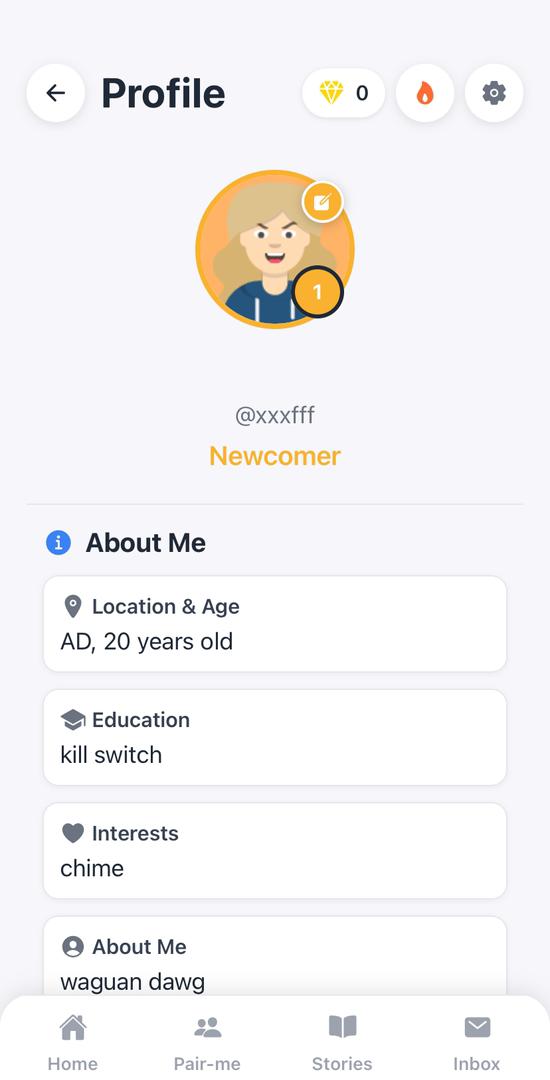 Profile
0
1
@xxxfff
Newcomer
About Me
Location & Age
AD, 20 years old
Education
kill switch
Interests
chime
About Me
waguan dawg
Home
Pair-me
Stories
Inbox